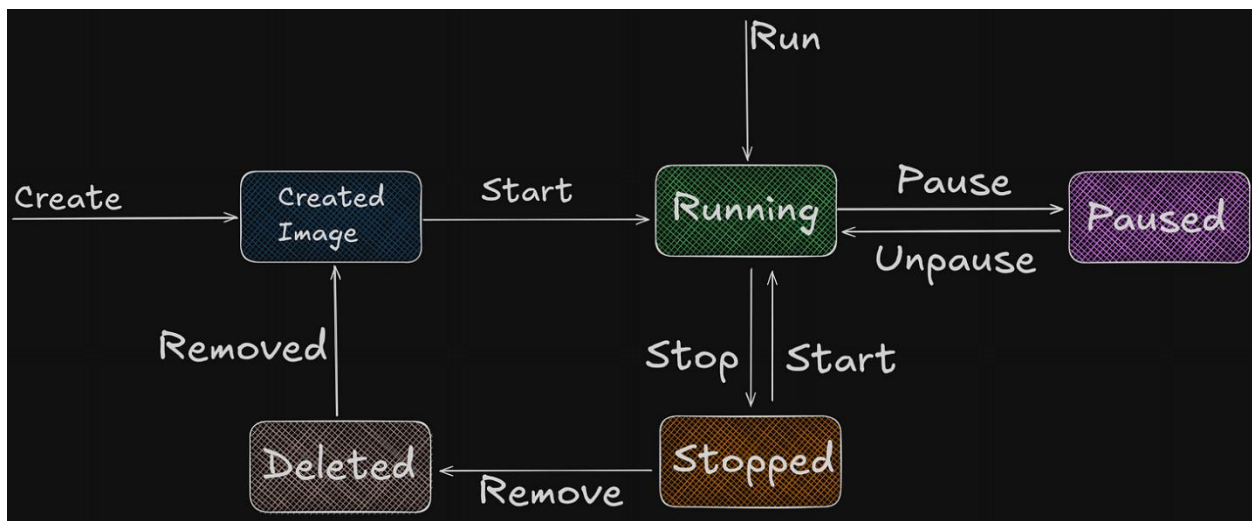 Run
Create
Created
Image
Start
Running
Pause
Unpause
Paused
Removed
Stop
Start
Deleted
Remove
Stopped